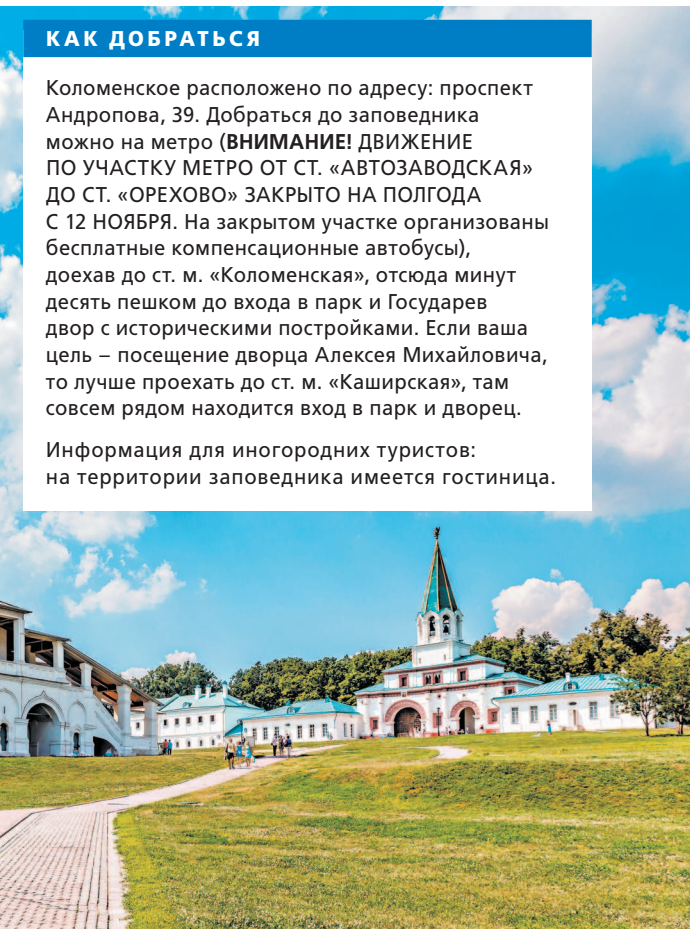 КАК ДОБРАТЬСЯ
Коломенское расположено по адресу: проспект
Андропова, 39. Добраться до заповедника
можно на метро (ВНИМАНИЕ! ДВИЖЕНИЕ
ПО УЧАСТКУ МЕТРО ОТ СТ. «АВТОЗАВОДСКАЯ»
ДО СТ. «ОРЕХОВО» ЗАКРЫТО НА ПОЛГОДА
С 12 НОЯБРЯ. На закрытом участке организованы
бесплатные компенсационные автобусы),
доехав до ст. м. «Коломенская», отсюда минут
десять пешком до входа в парк и Государев
двор с историческими постройками. Если ваша
цель – посещение дворца Алексея Михайловича,
то лучше проехать до ст. м. «Каширская», там
совсем рядом находится вход в парк и дворец.
Информация для иногородних туристов:
на территории заповедника имеется гостиница.